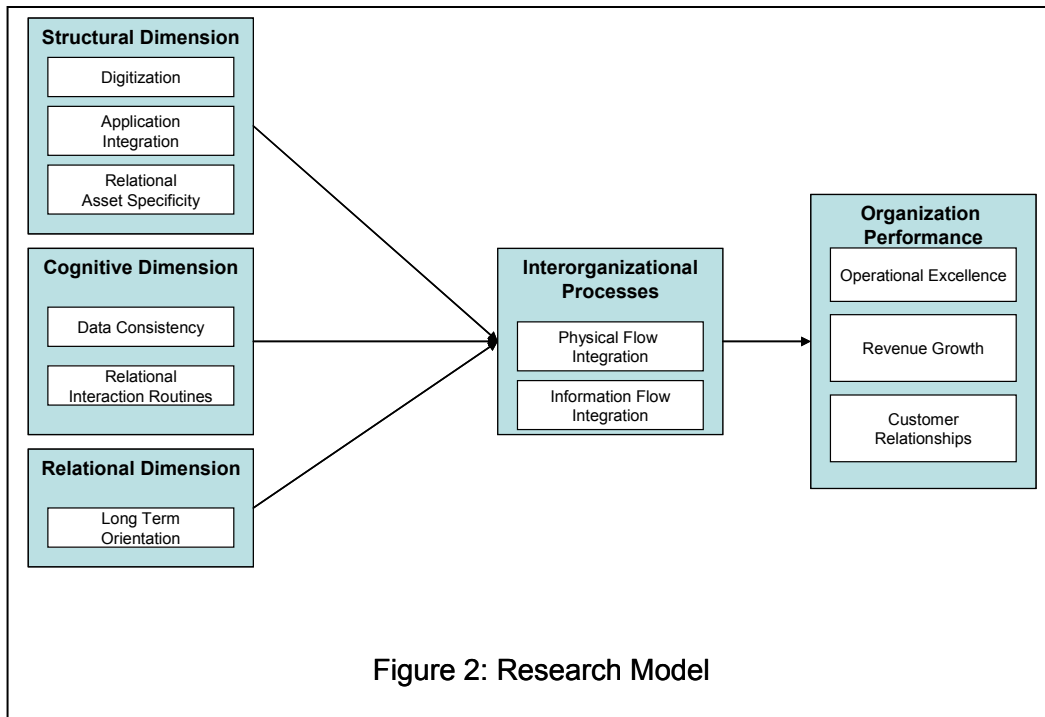 Structural Dimension
Digitization
Application
Integration
Relational
Asset Specificity
Cognitive Dimension
Data Consistency
Relational
Interaction Routines
Relational Dimension
Long Term
Orientation
Interorganizational
Processes
Physical Flow
Integration
Information Flow
Integration
Organization
Performance
Operational Excellence
Revenue Growth
Customer
Relationships
Figure 2: Research Model